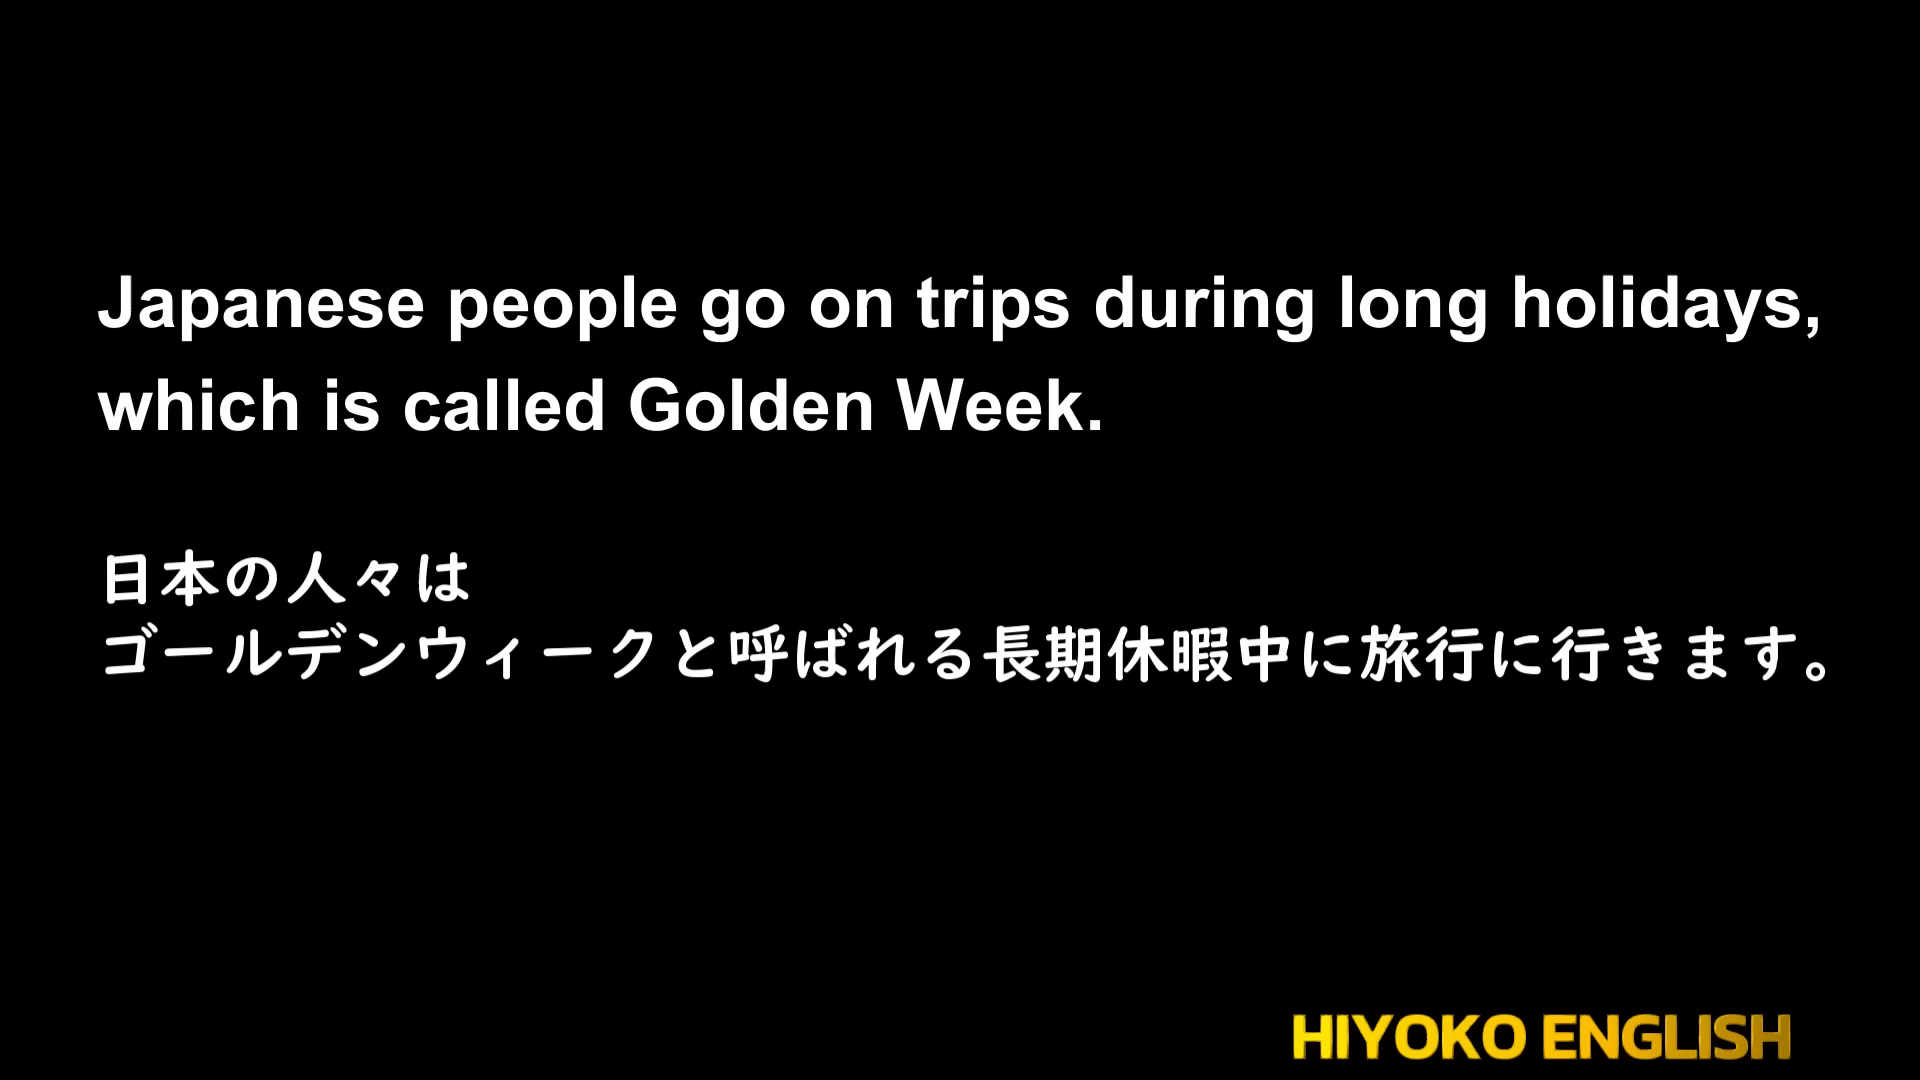 Japanese people go on trips during long holidays,
which is called Golden Week.
日本の人々は
ゴールデンウィークと呼ばれる長期休暇中に旅行に行きます。
HIYOKO ENGLISH